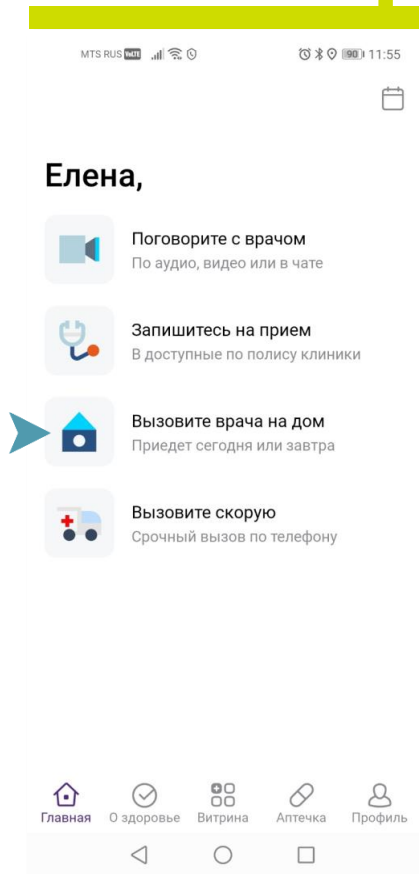 MTS RUS VoLTE 90 11:55
Елена,
Поговорите с врачом
По аудио, видео или в чате
Запишитесь на прием
В доступные по полису клиники
Вызовите врача на дом
Приедет сегодня или завтра
Вызовите скорую
Срочный вызов по телефону
Главная О здоровье Витрина Аптечка Профиль